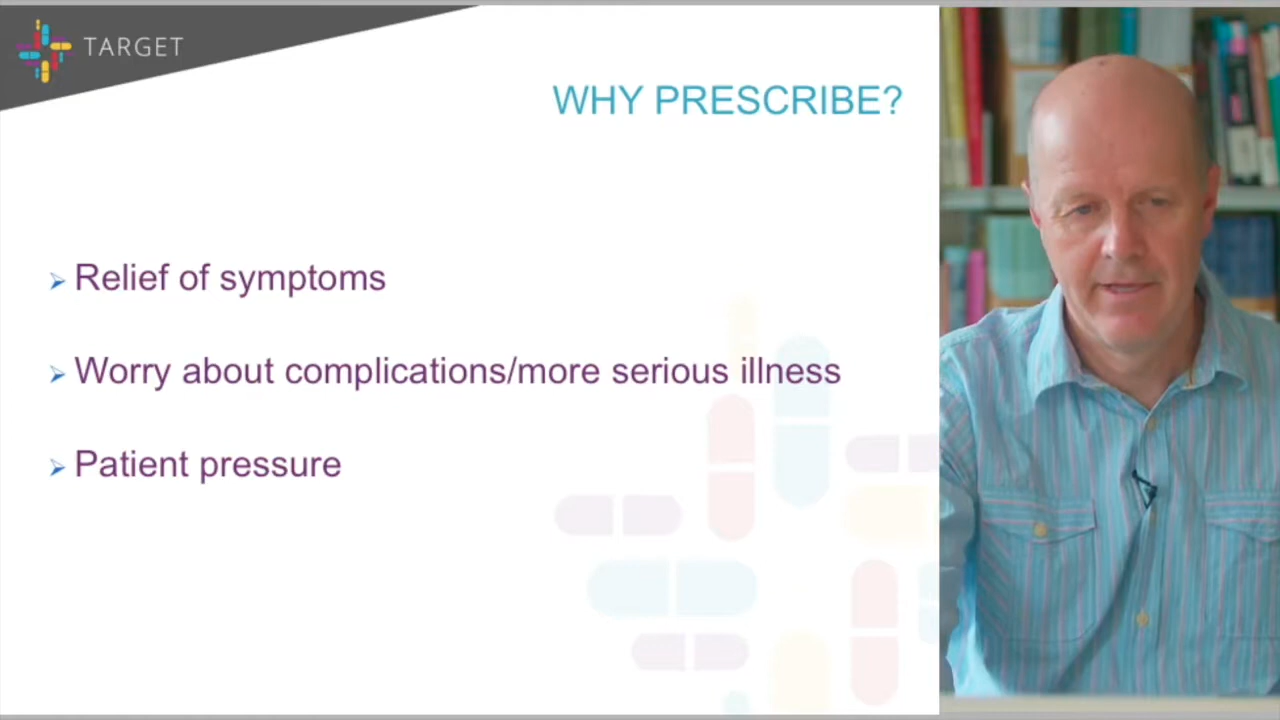 TARGET
WHY PRESCRIBE?
Relief of symptoms
Worry about complications/more serious illness
Patient pressure